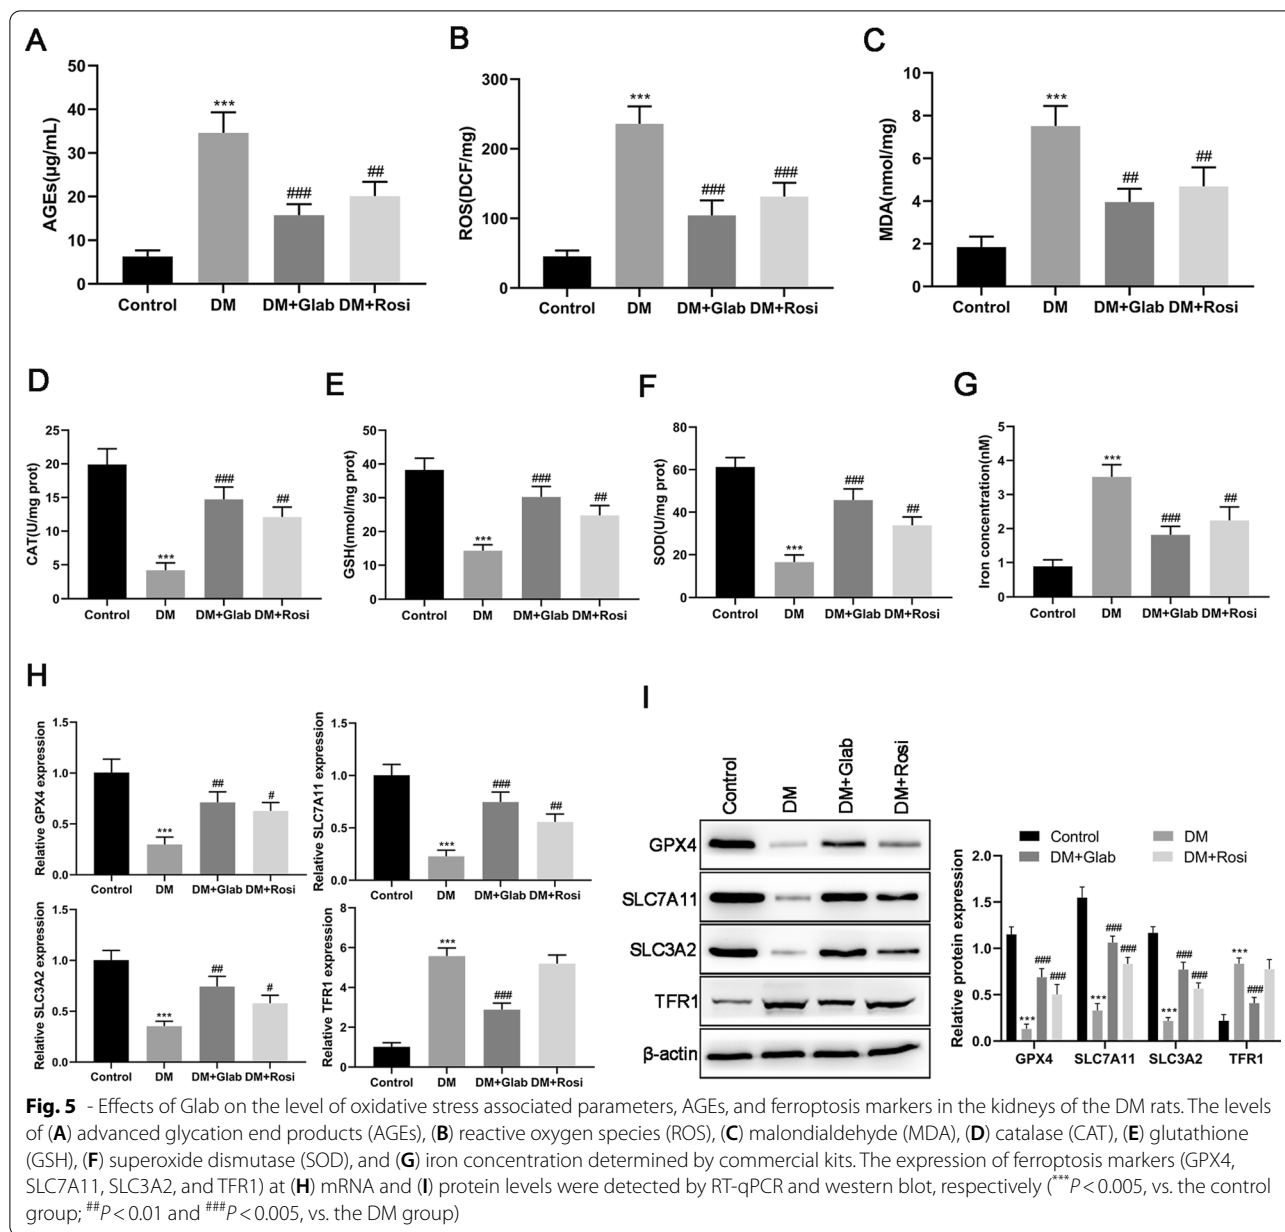 A
AGEs(µg/mL)
50
40
30
20
10
0
***
###
##
Control DM DM+Glab DM+Rosi
B
ROS(DCF/mg)
300
200
100
0
***
###
###
Control DM DM+Glab DM+Rosi
C
MDA(nmol/mg)
10
8
6
4
2
0
***
##
##
Control DM DM+Glab DM+Rosi
D
CAT(U/mg prot)
25
20
15
10
5
0
***
###
##
Control DM DM+Glab DM+Rosi
E
GSH(nmol/mg prot)
50
40
30
20
10
0
***
###
##
Control DM DM+Glab DM+Rosi
F
SOD(U/mg prot)
80
60
40
20
0
***
###
##
Control DM DM+Glab DM+Rosi
G
Iron concentration(nM)
5
4
3
2
1
0
***
###
##
Control DM DM+Glab DM+Rosi
H
Relative GPX4 expression
1.5
1.0
0.5
0.0
***
##
#
Control DM DM+Glab DM+Rosi
Relative SLC7A11 expression
1.5
1.0
0.5
0
***
###
##
Control DM DM+Glab DM+Rosi
Relative SLC3A2 expression
1.5
1.0
0.5
0.0
***
##
#
Control DM DM+Glab DM+Rosi
Relative TFR1 expression
8
6
4
2
0
***
###
Control DM DM+Glab DM+Rosi
I
Control DM DM+Glab DM+Rosi
GPX4
SLC7A11
SLC3A2
TFR1
β-actin
Control DM
DM+Glab DM+Rosi
Relative protein expression
2.0
1.5
1.0
0.5
0.0
*** ### ###
*** ### ###
*** ### ###
*** ###
GPX4 SLC7A11 SLC3A2 TFR1
Fig. 5 - Effects of Glab on the level of oxidative stress associated parameters, AGEs, and ferroptosis markers in the kidneys of the DM rats. The levels
of (A) advanced glycation end products (AGEs), (B) reactive oxygen species (ROS), (C) malondialdehyde (MDA), (D) catalase (CAT), (E) glutathione
(GSH), (F) superoxide dismutase (SOD), and (G) iron concentration determined by commercial kits. The expression of ferroptosis markers (GPX4,
SLC7A11, SLC3A2, and TFR1) at (H) mRNA and (I) protein levels were detected by RT-qPCR and western blot, respectively (***P < 0.005, vs. the control
group; ##P < 0.01 and ###P < 0.005, vs. the DM group)